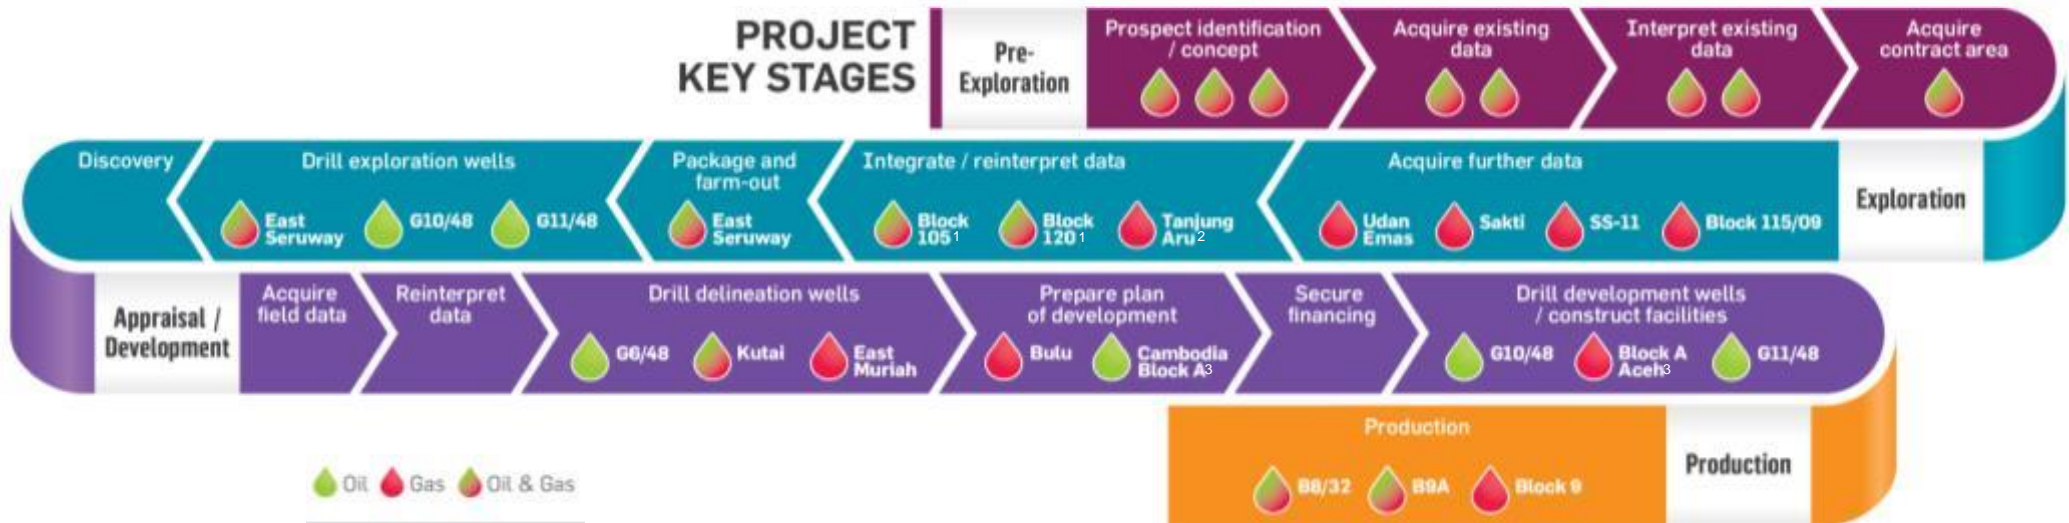 PROJECT
KEY STAGES
Pre-
Exploration
Prospect identification
/ concept
Acquire existing
data
Interpret existing
data
Acquire
contract area
Discovery
Drill exploration wells
East
Seruway
G10/48
G11/48
Package and
farm-out
East
Seruway
Integrate / reinterpret data
Block
105 1
Block
120 1
Tanjung
Aru 2
Acquire further data
Udan
Emas
Sakti
SS-11
Block 115/09
Exploration
Appraisal /
Development
Acquire
field data
Reinterpret
data
Drill delineation wells
G6/48
Kutai
East
Muriah
Prepare plan
of development
Bulu
Cambodia
Block A3
Secure
financing
Drill development wells
/ construct facilities
G10/48
Block A
Aceh3
G11/48
Production
B8/32
B9A
Block 9
Production
Oil
Gas
Oil & Gas